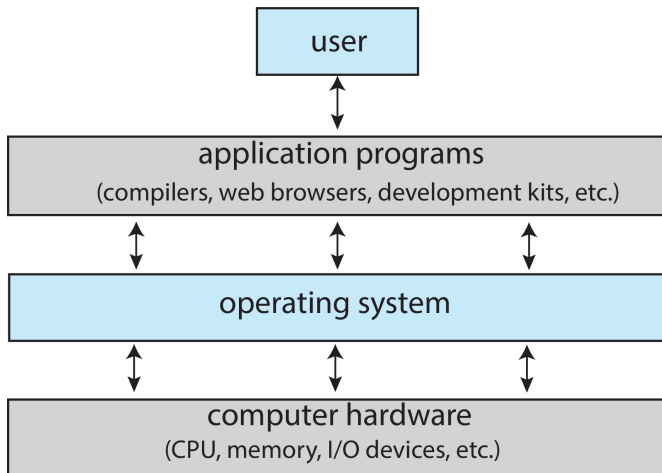 user
application programs
(compilers, web browsers, development kits, etc.)
operating system
computer hardware
(CPU, memory, I/O devices, etc.)